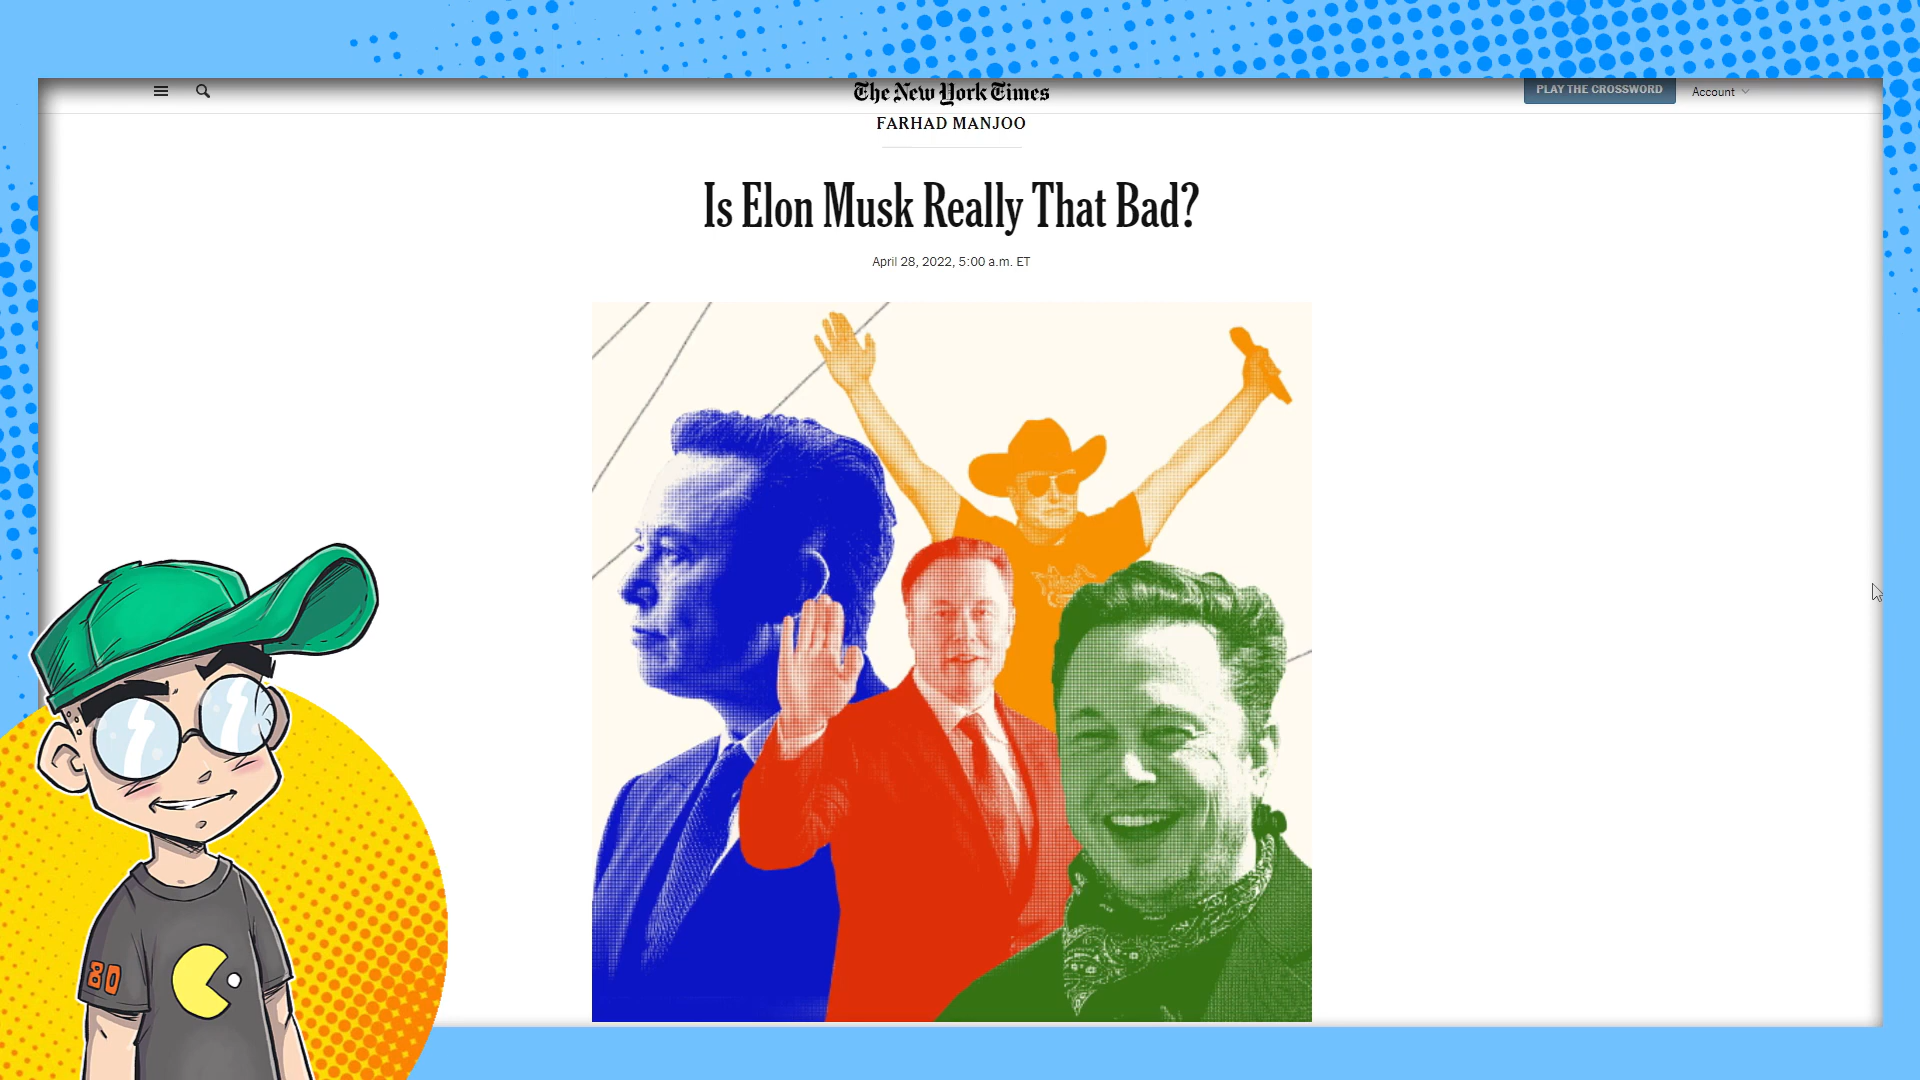 The New York Times
PLAY THE CROSSWORD
Account
FARHAD MANJOO
Is Elon Musk Really That Bad?
April 28, 2022, 5:00 a.m. ET
80